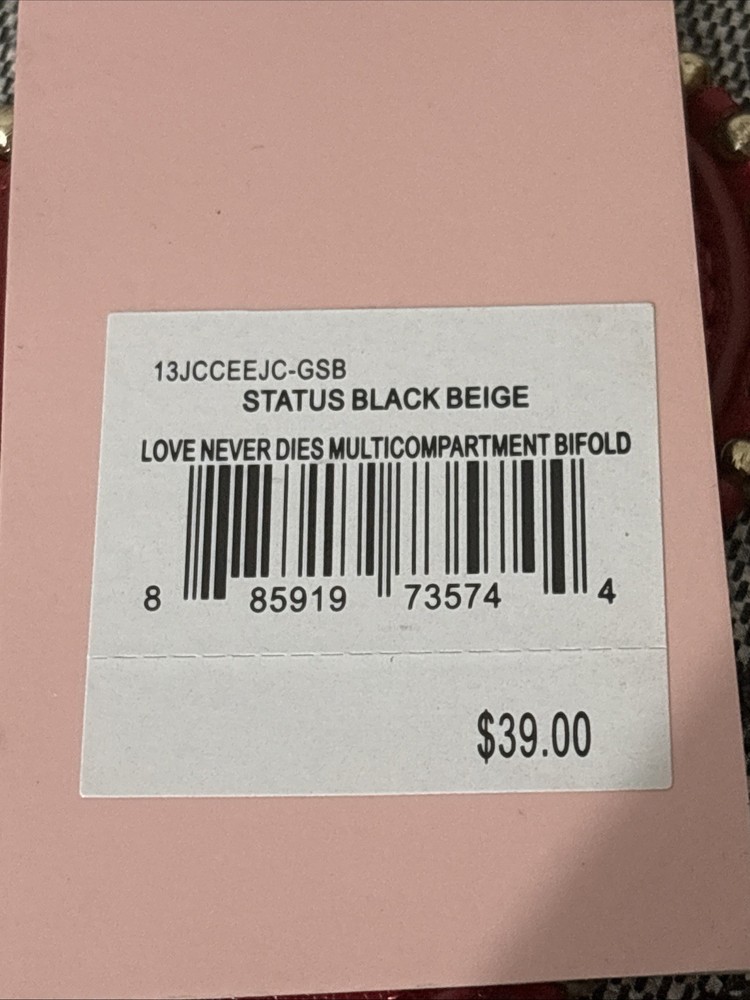 13JCCEEJC-GSB
STATUS BLACK BEIGE
LOVE NEVER DIES MULTICOMPARTMENT BIFOLD
8 85919 73574 4
$39.00